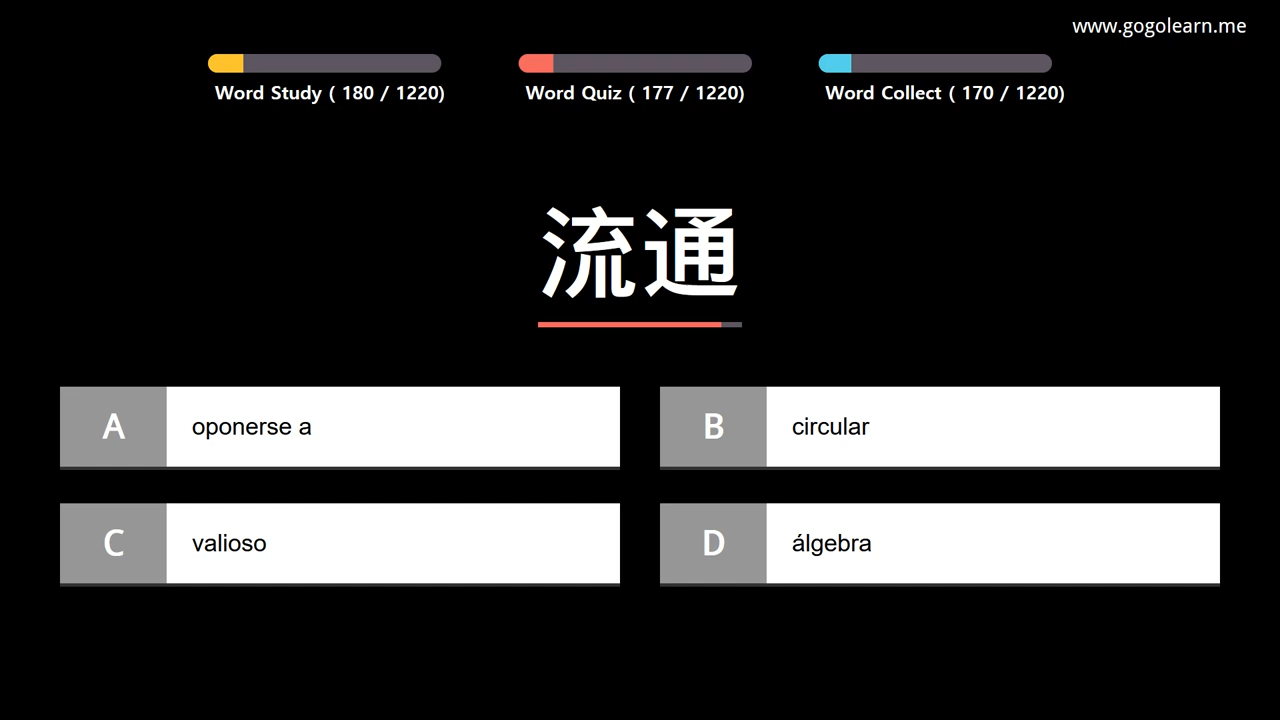 www.gogolearn.me
Word Study ( 180 / 1220)
Word Quiz ( 177 / 1220)
Word Collect ( 170 / 1220)
流通
A oponerse a
B circular
C valioso
D álgebra